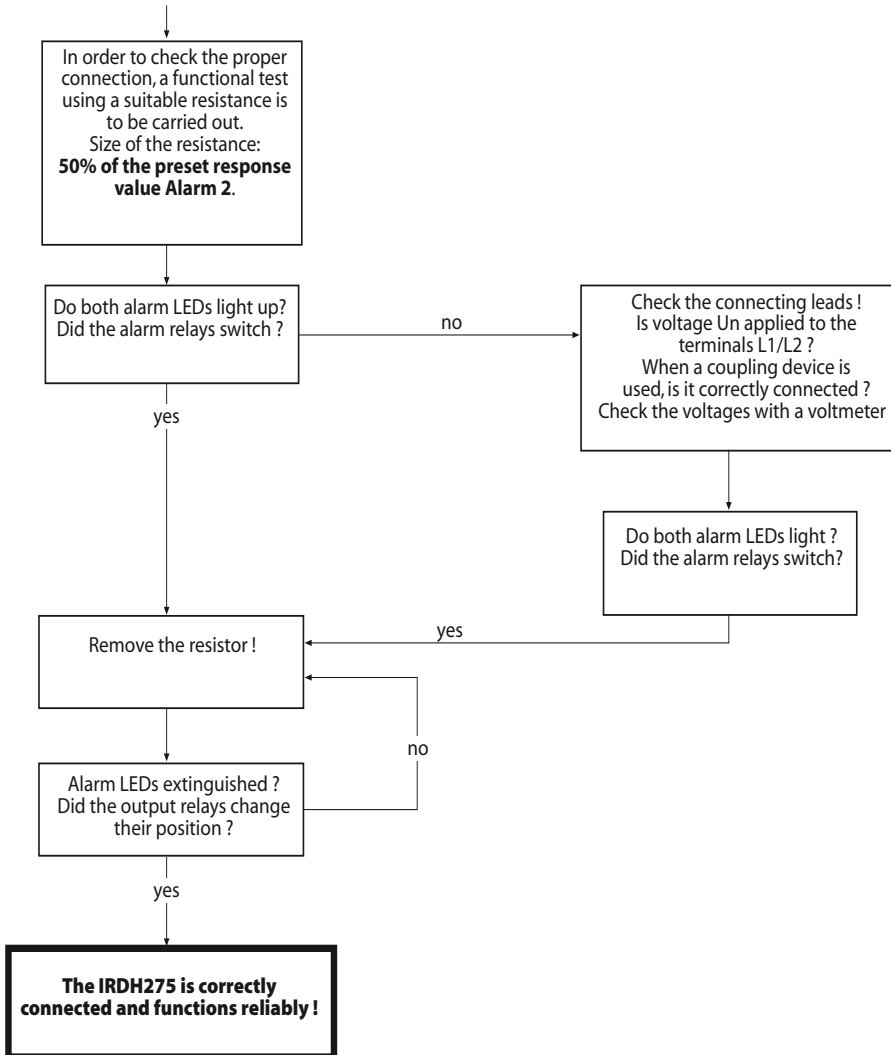 In order to check the proper
connection, a functional test
using a suitable resistance is
to be carried out.
Size of the resistance:
50% of the preset response
value Alarm 2.
Do both alarm LEDs light up?
Did the alarm relays switch ?
no
Check the connecting leads !
Is voltage Un applied to the
terminals L1/L2 ?
When a coupling device is
used, is it correctly connected ?
Check the voltages with a voltmeter
yes
Do both alarm LEDs light ?
Did the alarm relays switch?
yes
Remove the resistor !
no
Alarm LEDs extinguished ?
Did the output relays change
their position ?
yes
The IRDH275 is correctly
connected and functions reliably !